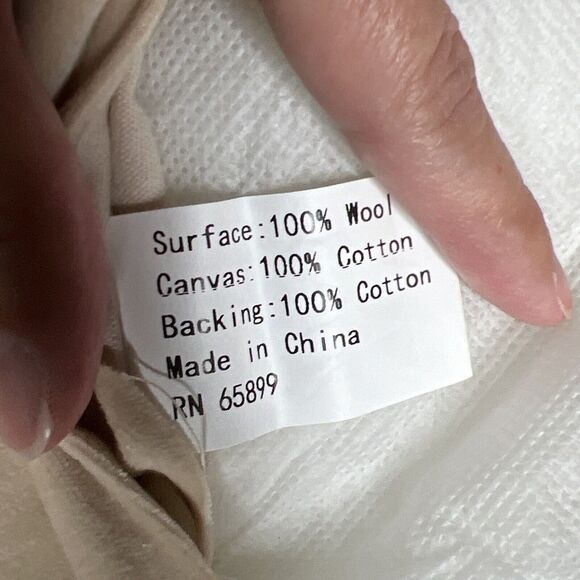 Surface:100% Wool
Canvas:100% Cotton
Backing:100% Cotton
Made in China
RN 65899